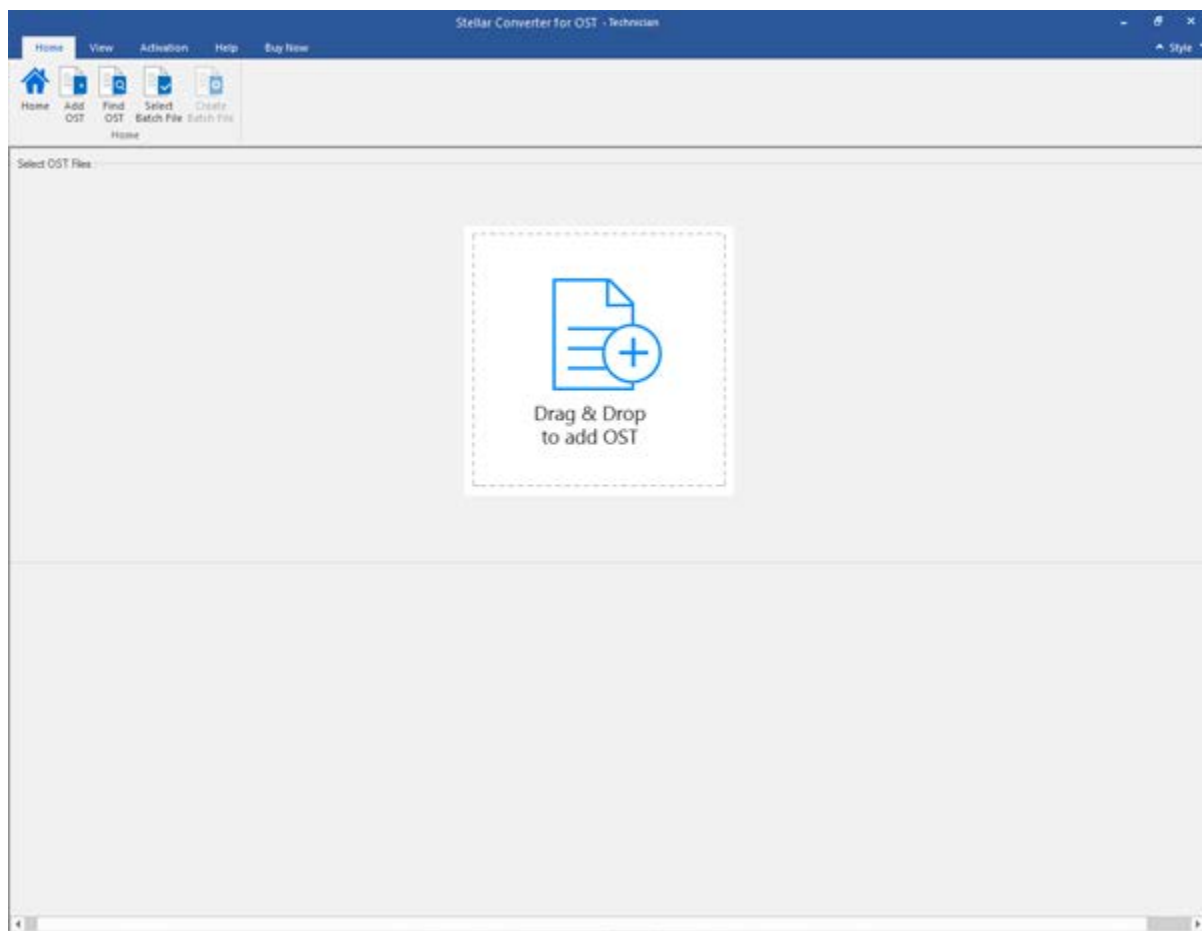 Stellar Converter for OST - Technician
Home View Activation Help Buy Now
Style
Home Add OST Find OST Select Batch File Create Batch File
Home
Select OST Files
Drag & Drop
to add OST